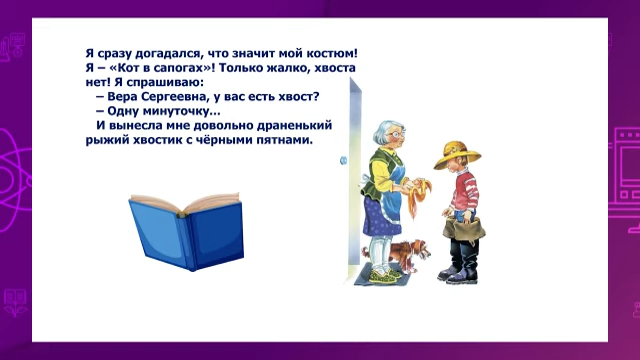 Я сразу догадался, что значит мой костюм!
Я – «Кот в сапогах»! Только жалко, хвоста
нет! Я спрашиваю:
– Вера Сергеевна, у вас есть хвост?
– Одну минуточку...
И вынесла мне довольно драненький
рыжий хвостик с чёрными пятнами.